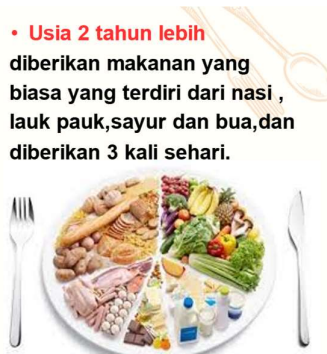 • Usia 2 tahun lebih
diberikan makanan yang
biasa yang terdiri dari nasi ,
lauk pauk,sayur dan bua,dan
diberikan 3 kali sehari.